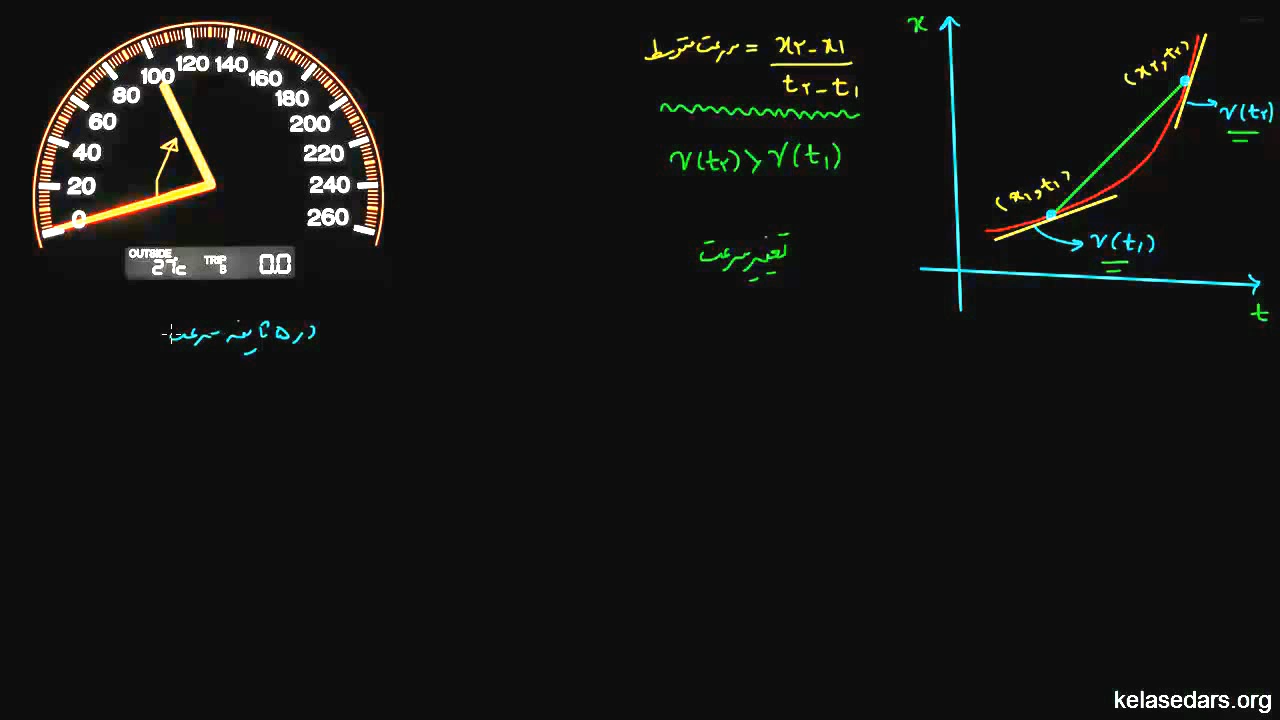 0
20
40
60
80
100
120
140
160
180
200
220
240
260
OUTSIDE
27°C
TRIP
B
0.0
در ۵ ثانیه سرعت
سرعت متوسط = x۲ - x۱
t۲ - t۱
v(t۲) > v(t۱)
تغییر سرعت
x
(x۲, t۲)
v(t۲)
(x۱, t۱)
v(t۱)
t
kelasedars.org